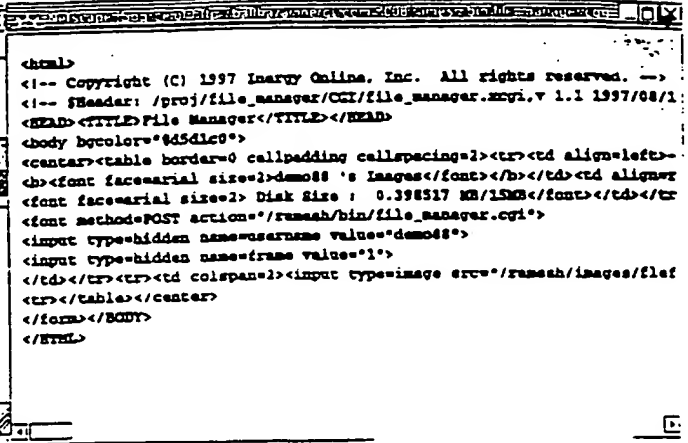 <html>
<!-- Copyright (C) 1997 Inergy Online, Inc. All rights reserved. -->
<!-- $Header: /proj/file_manager/CGI/file_manager.xcgi,v 1.1 1997/08/1
<HEAD><TITLE>File Manager</TITLE></HEAD>
<body bgcolor="#d5d1c0">
<center><table border=0 cellpadding cellspacing=2><tr><td align=left>
<b><font face=arial size=2>demo88 's Images</font></b></td><td align=r
<font face=arial size=2> Disk Size : 0.398517 MB/15MB</font></td></tr
<font method=POST action="/ramesh/bin/file_manager.cgi">
<input type=hidden name=username value="demo88">
<input type=hidden name=frame value="1">
</td></tr><tr><td colspan=2><input type=image src="/ramesh/images/flef
<tr></table></center>
</form></BODY>
</HTML>